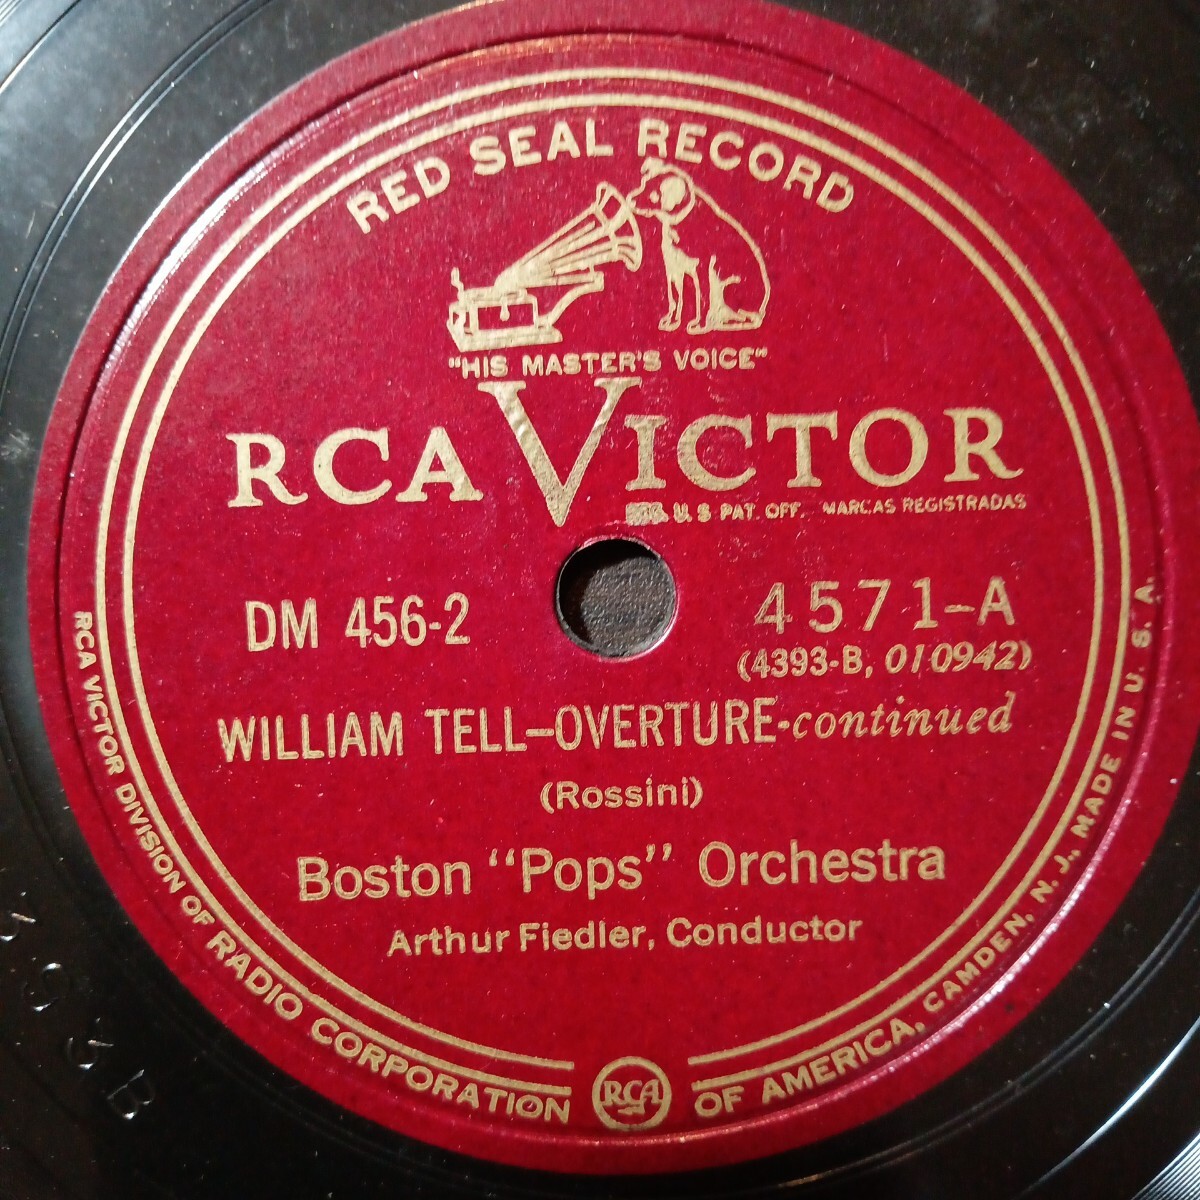 RED SEAL RECORD
"HIS MASTER'S VOICE"
RCA VICTOR
REG. U. S. PAT. OFF. MARCAS REGISTRADAS
DM 456-2
4571-A
(4393-B, 010942)
WILLIAM TELL—OVERTURE-continued
(Rossini)
Boston "Pops" Orchestra
Arthur Fiedler, Conductor
RCA VICTOR DIVISION OF RADIO CORPORATION OF AMERICA, CAMDEN, N. J., MADE IN U. S. A.
RCA